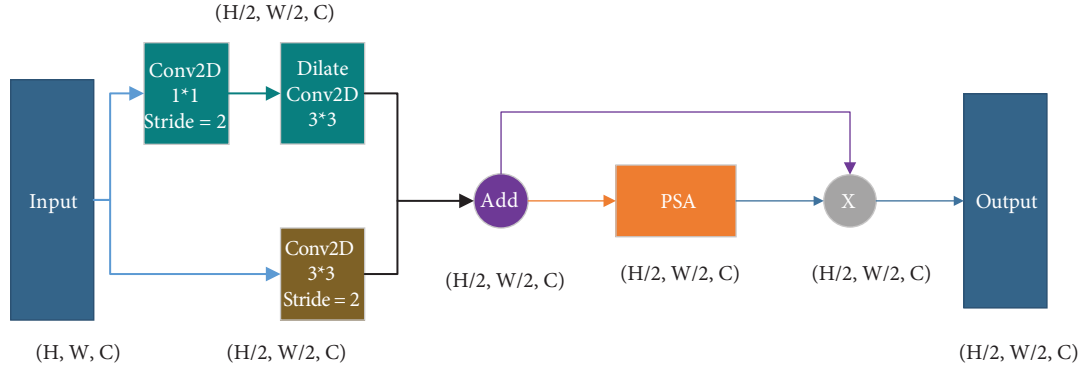 (H/2, W/2, C)
Input
Conv2D
1*1
Stride = 2
Dilate
Conv2D
3*3
Conv2D
3*3
Stride = 2
Add
PSA
X
Output
(H, W, C)
(H/2, W/2, C)
(H/2, W/2, C)
(H/2, W/2, C)
(H/2, W/2, C)
(H/2, W/2, C)